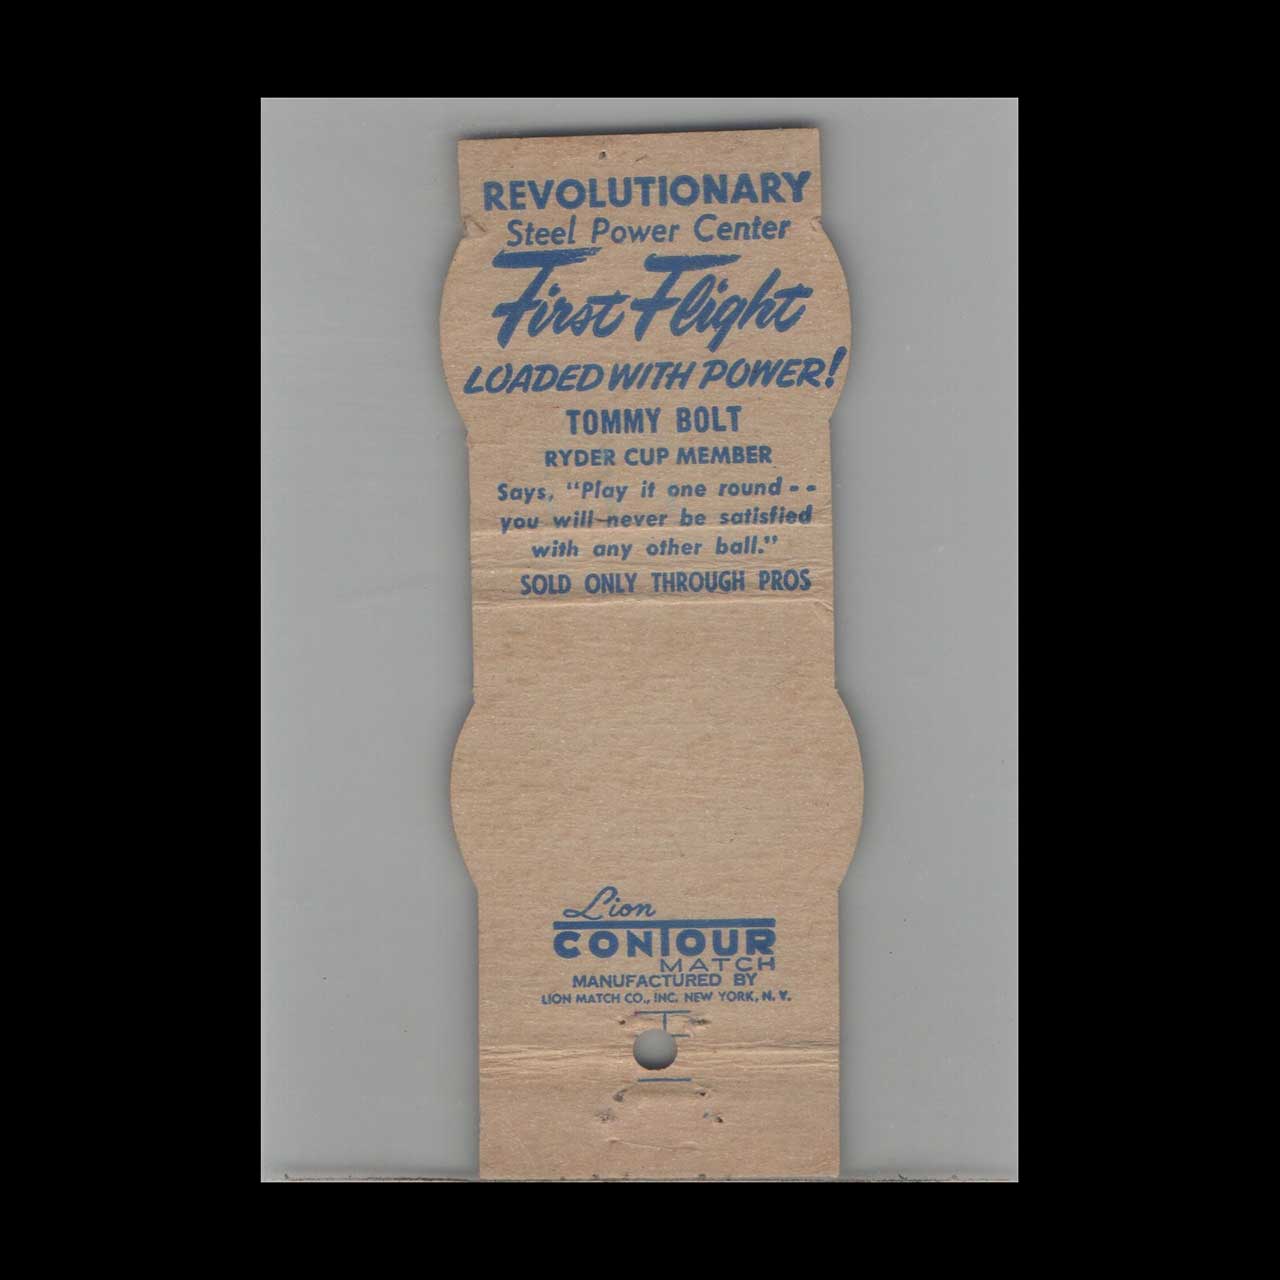 REVOLUTIONARY
Steel Power Center
First Flight
LOADED WITH POWER!
TOMMY BOLT
RYDER CUP MEMBER
Says, "Play it one round--
you will never be satisfied
with any other ball."
SOLD ONLY THROUGH PROS
Lion
CONTOUR
MATCH
MANUFACTURED BY
LION MATCH CO., INC. NEW YORK, N. Y.